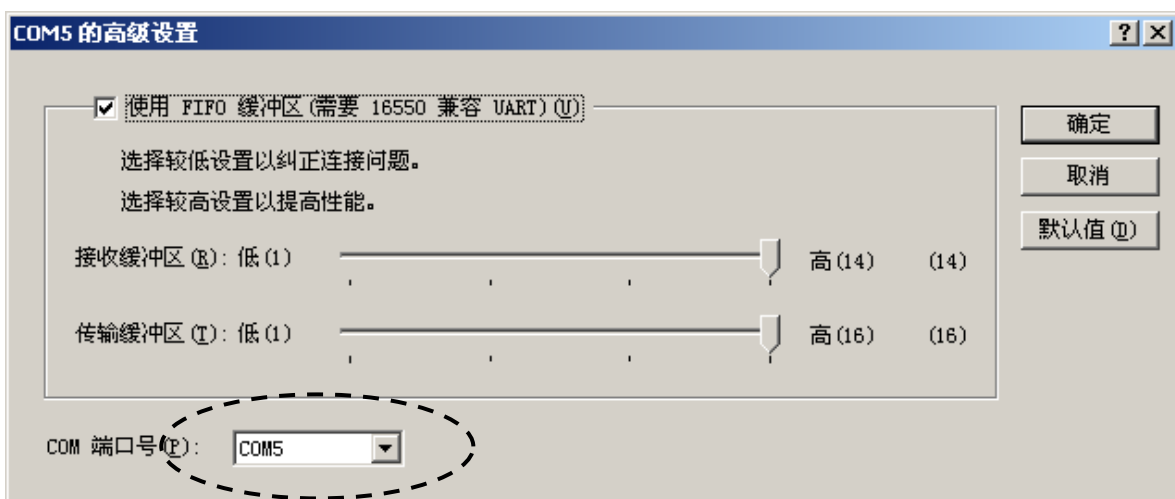 COM5 的高级设置
使用 FIFO 缓冲区(需要 16550 兼容 UART)(U)
确定
选择较低设置以纠正连接问题。
取消
选择较高设置以提高性能。
默认值(D)
接收缓冲区(R): 低(1) 高(14) (14)
传输缓冲区(T): 低(1) 高(16) (16)
COM 端口号(P): COM5